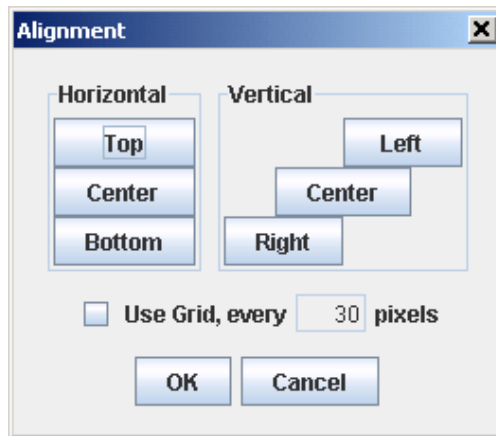 Alignment
Horizontal
Vertical
Top
Left
Center
Center
Bottom
Right
Use Grid, every 30 pixels
OK
Cancel